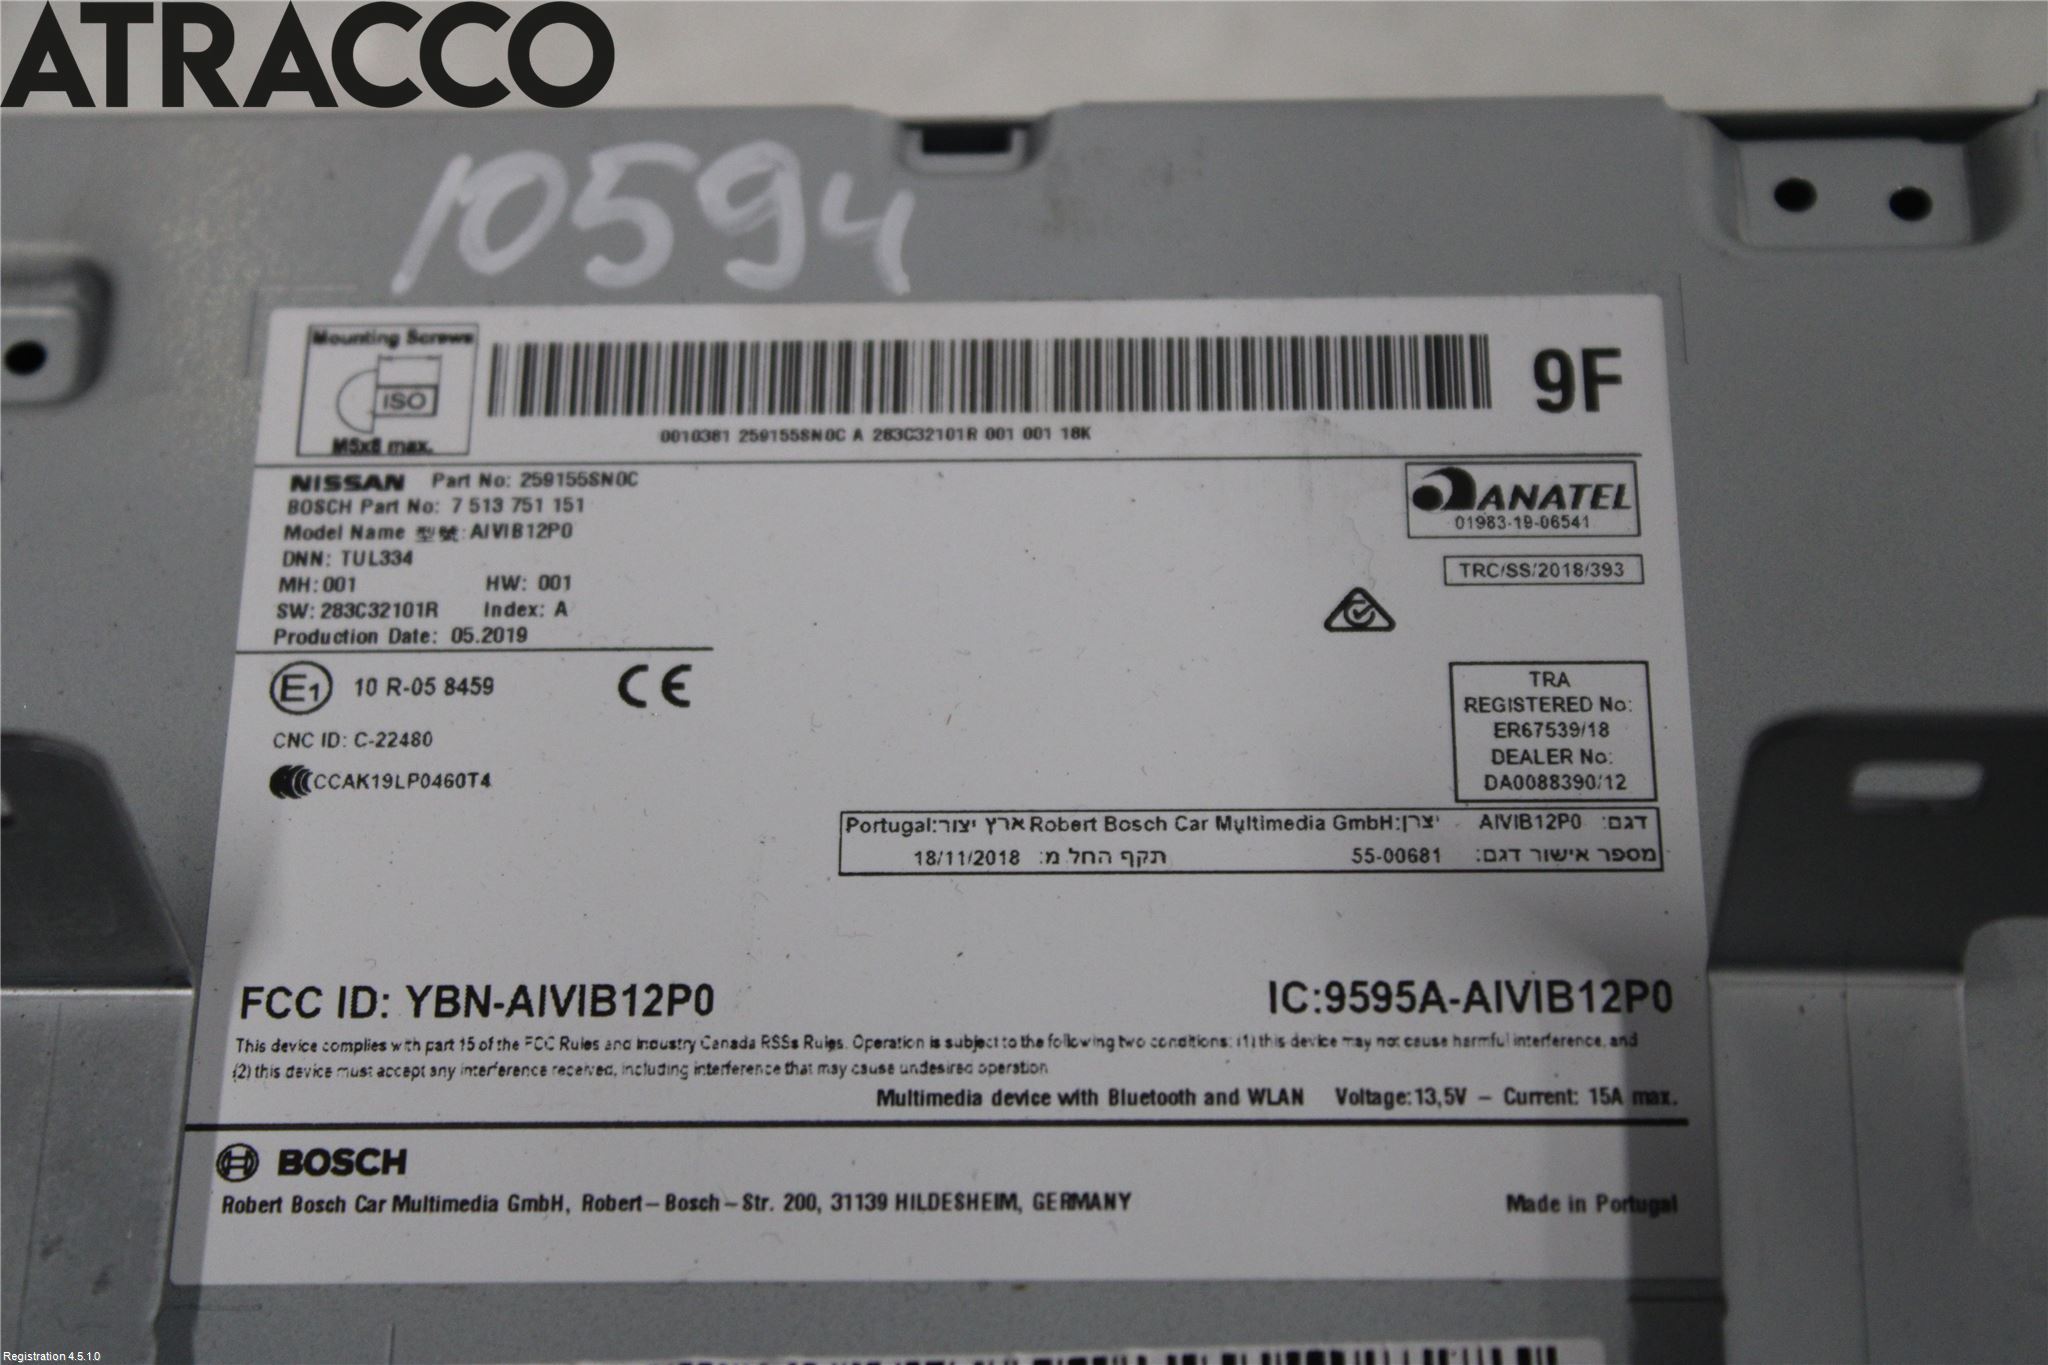 ATRACCO
10594
Mounting Screws
ISO
M5x8 max.
9F
0010381 259155SN0C A 283C32101R 001 001 18K
NISSAN Part No: 259155SN0C
BOSCH Part No: 7 513 751 151
Model Name 型號: AIVIB12P0
DNN: TUL334
MH: 001 HW: 001
SW: 283C32101R Index: A
Production Date: 05.2019
ANATEL
01983-19-06541
TRC/SS/2018/393
E1 10 R-05 8459 CE
CNC ID: C-22480
CCAK19LP0460T4
TRA
REGISTERED No:
ER67539/18
DEALER No:
DA0088390/12
Portugal:ארץ יצור Robert Bosch Car Multimedia GmbH:יצרן AIVIB12P0 דגם:
18/11/2018 תקף החל מ: 55-00681 מספר אישור דגם:
FCC ID: YBN-AIVIB12P0 IC:9595A-AIVIB12P0
This device complies with part 15 of the FCC Rules and Industry Canada RSSs Rules. Operation is subject to the following two conditions: (1) this device may not cause harmful interference, and
(2) this device must accept any interference received, including interference that may cause undesired operation
Multimedia device with Bluetooth and WLAN Voltage:13,5V – Current: 15A max.
BOSCH
Robert Bosch Car Multimedia GmbH, Robert–Bosch–Str. 200, 31139 HILDESHEIM, GERMANY Made in Portugal
Registration 4.5.1.0